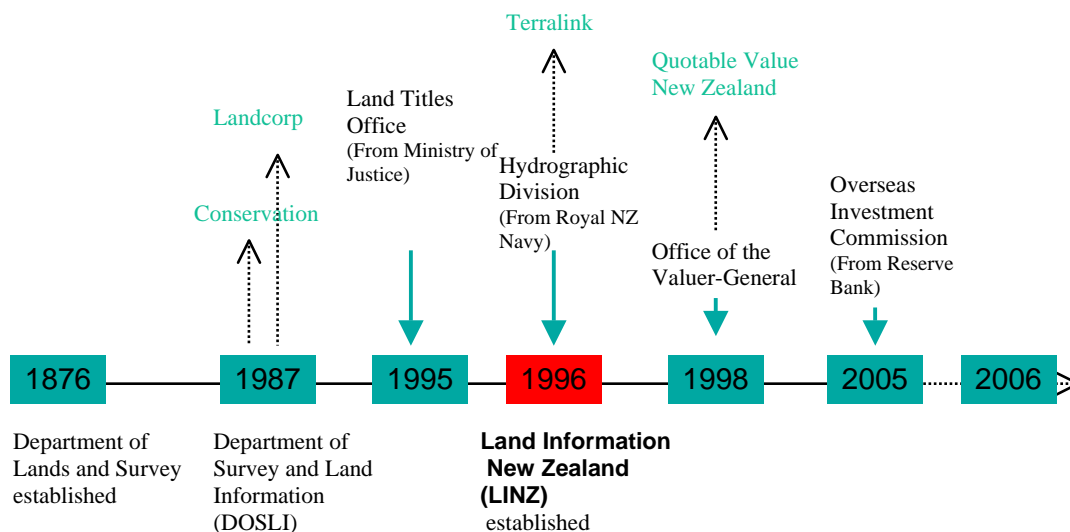 Terralink
Quotable Value
New Zealand
Land Titles
Office
(From Ministry of
Justice)
Landcorp
Hydrographic
Division
(From Royal NZ
Navy)
Overseas
Investment
Commission
(From Reserve
Bank)
Conservation
Office of the
Valuer-General
1876
1987
1995
1996
1998
2005
2006
Department of
Lands and Survey
established
Department of
Survey and Land
Information
(DOSLI)
Land Information
New Zealand
(LINZ)
established